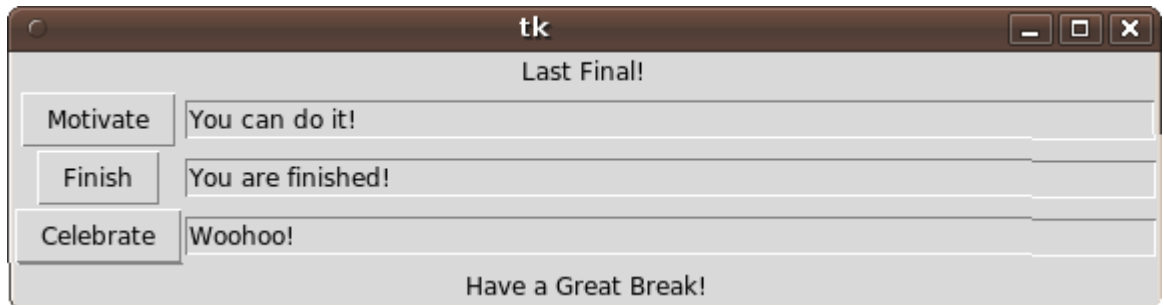 tk
Last Final!
Motivate You can do it!
Finish You are finished!
Celebrate Woohoo!
Have a Great Break!